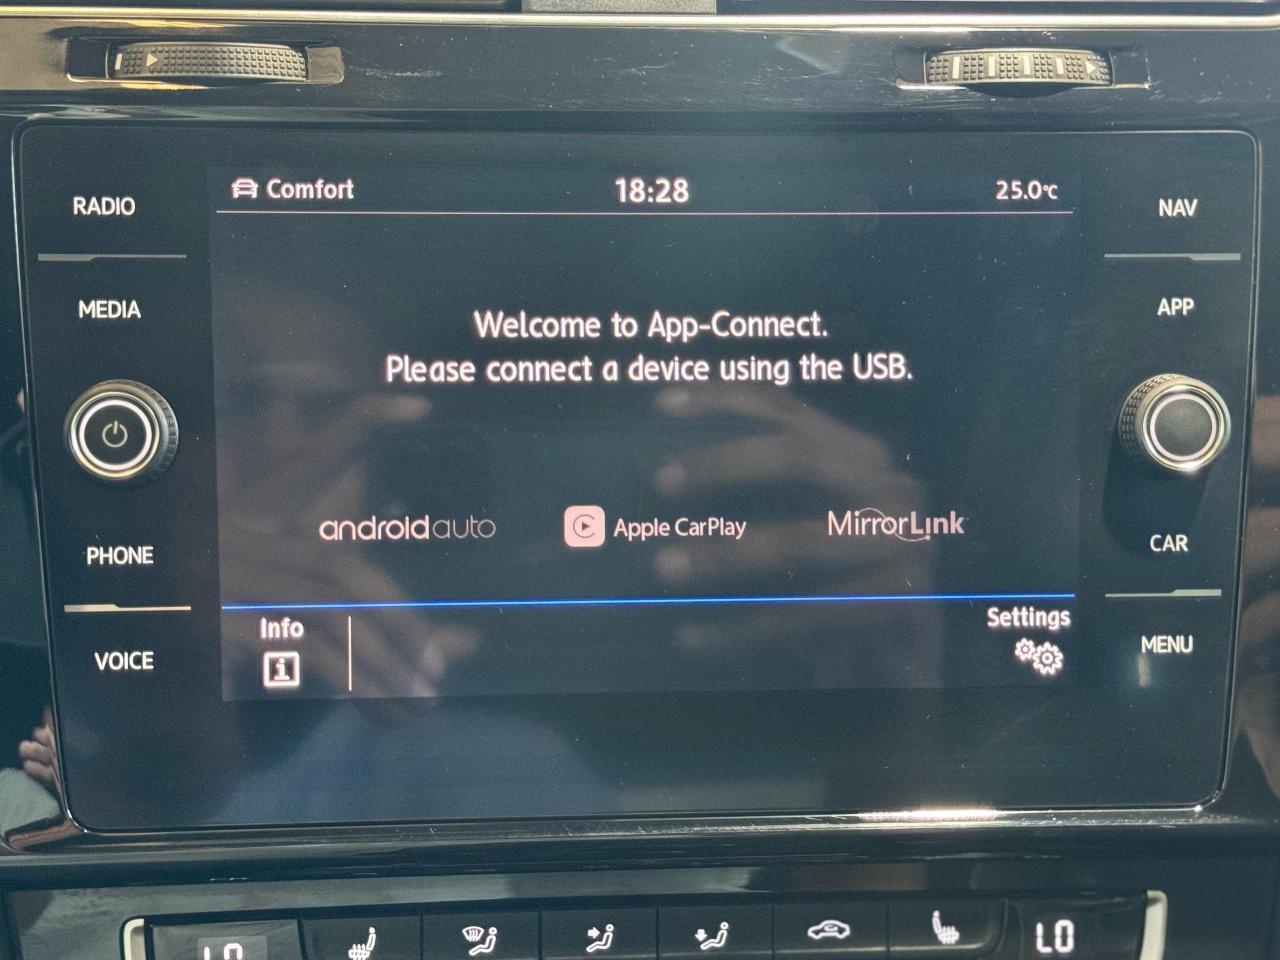 Comfort 18:28 25.0°C
RADIO
NAV
MEDIA
APP
Welcome to App-Connect.
Please connect a device using the USB.
androidauto Apple CarPlay MirrorLink
PHONE
CAR
Info
Settings
VOICE
MENU
LO
LO